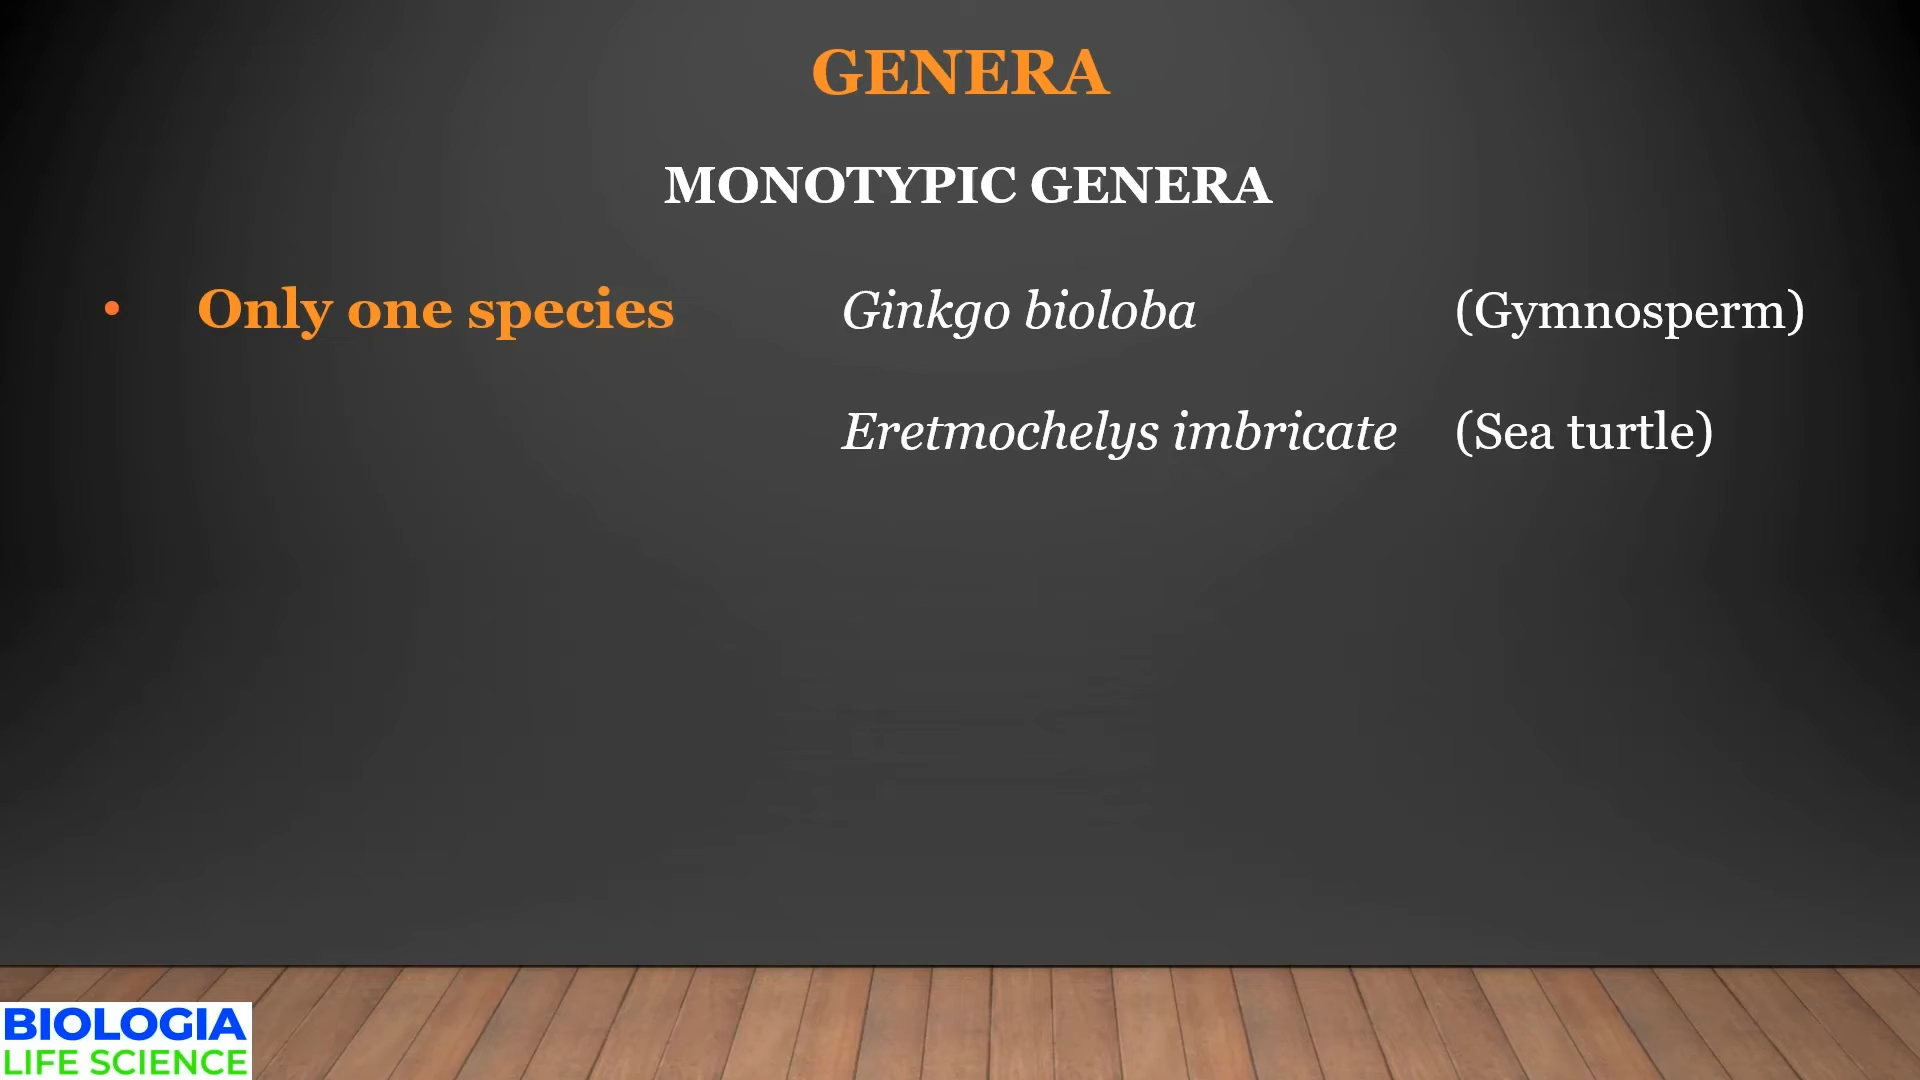 GENERA
MONOTYPIC GENERA
• Only one species Ginkgo bioloba (Gymnosperm)
Eretmochelys imbricate (Sea turtle)
BIOLOGIA
LIFE SCIENCE